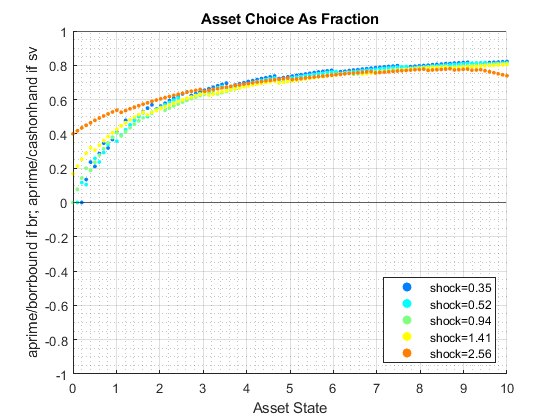 Asset Choice As Fraction
aprime/borrbound if br; aprime/cashonhand if sv
1
0.8
0.6
0.4
0.2
0
-0.2
-0.4
-0.6
-0.8
-1
0 1 2 3 4 5 6 7 8 9 10
Asset State
shock=0.35
shock=0.52
shock=0.94
shock=1.41
shock=2.56